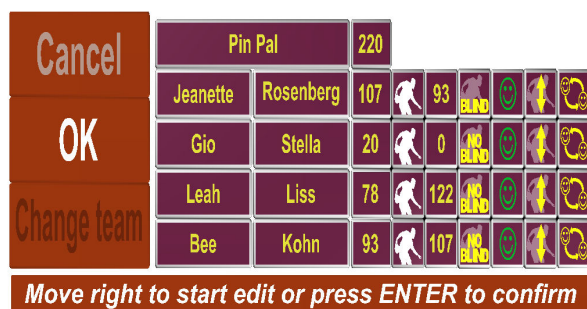 Cancel
OK
Change team
Pin Pal 220
Jeanette Rosenberg 107 93 BLIND
Gio Stella 20 0 NO BLIND
Leah Liss 78 122 NO BLIND
Bee Kohn 93 107 NO BLIND
Move right to start edit or press ENTER to confirm